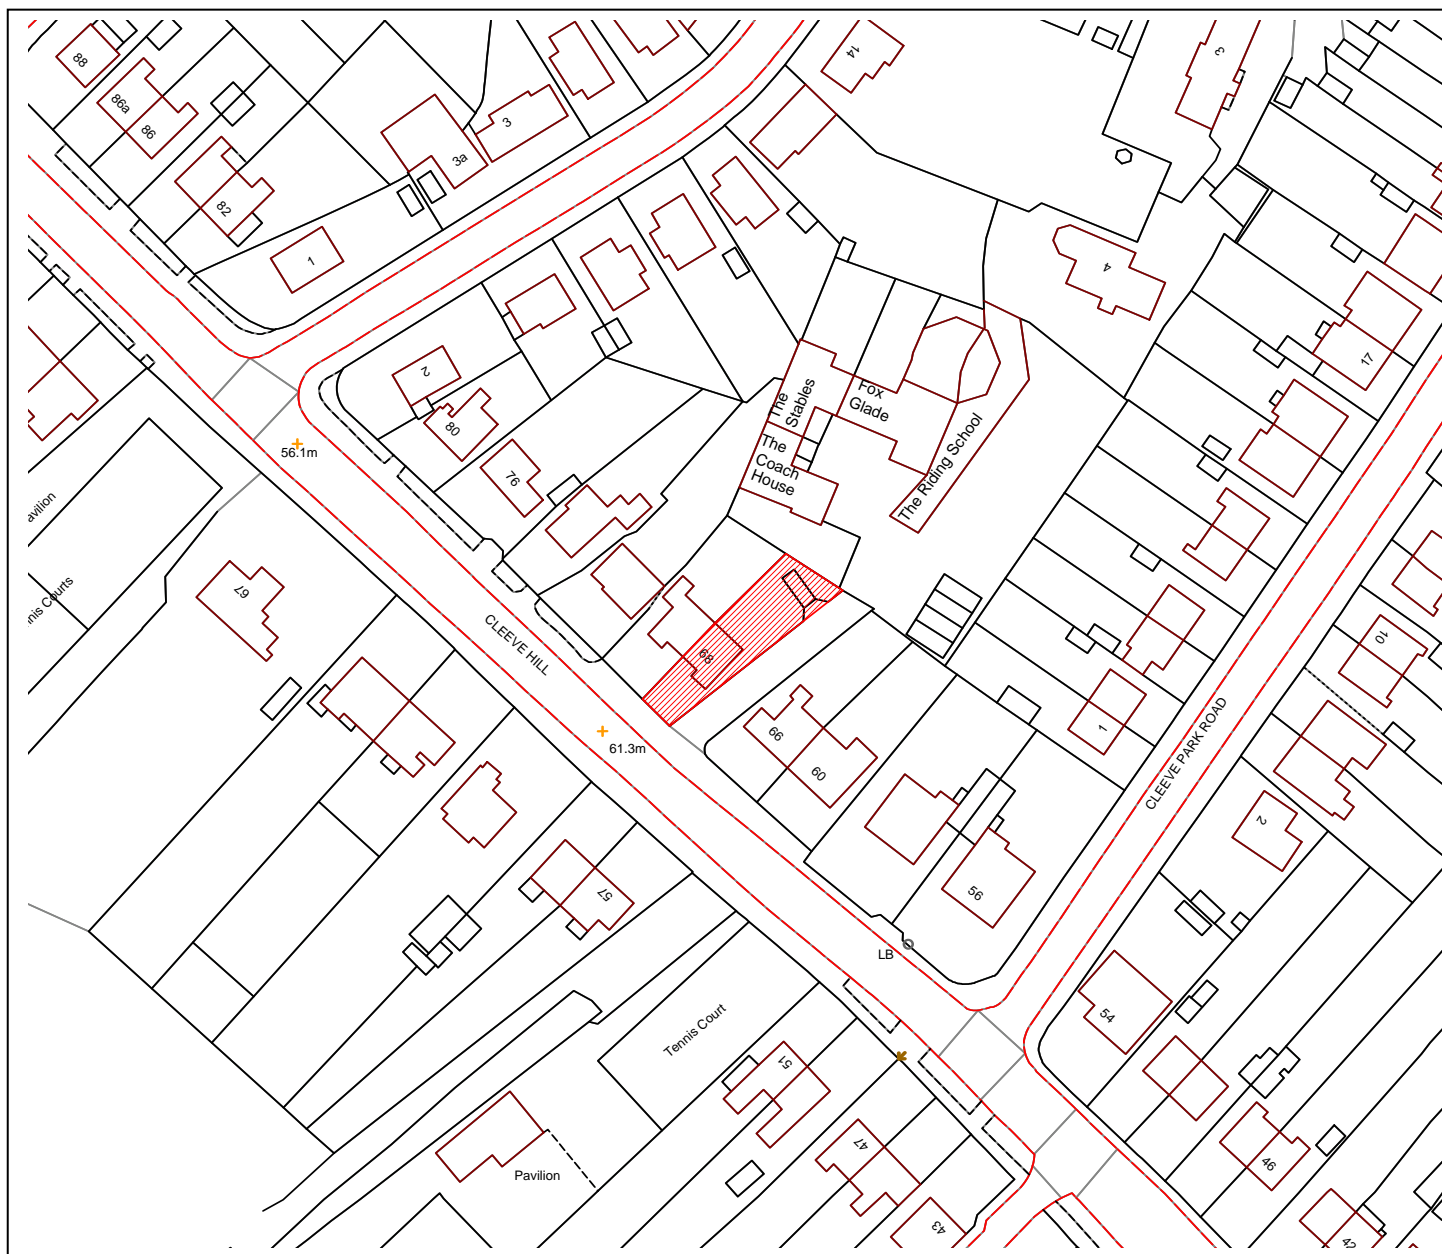 88
86a
86
82
3a
3
1
14
3
4
17
2
80
76
The
Stables
Fox
Glade
The
Coach
House
The Riding School
56.1m
avilion
nnis Courts
67
CLEEVE HILL
68
61.3m
66
60
1
10
CLEEVE PARK ROAD
2
57
56
LB
54
Tennis Court
51
47
43
46
42
Pavilion